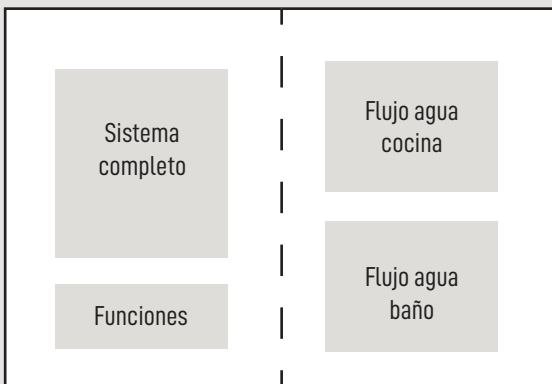 Sistema
completo
Funciones
Flujo agua
cocina
Flujo agua
baño